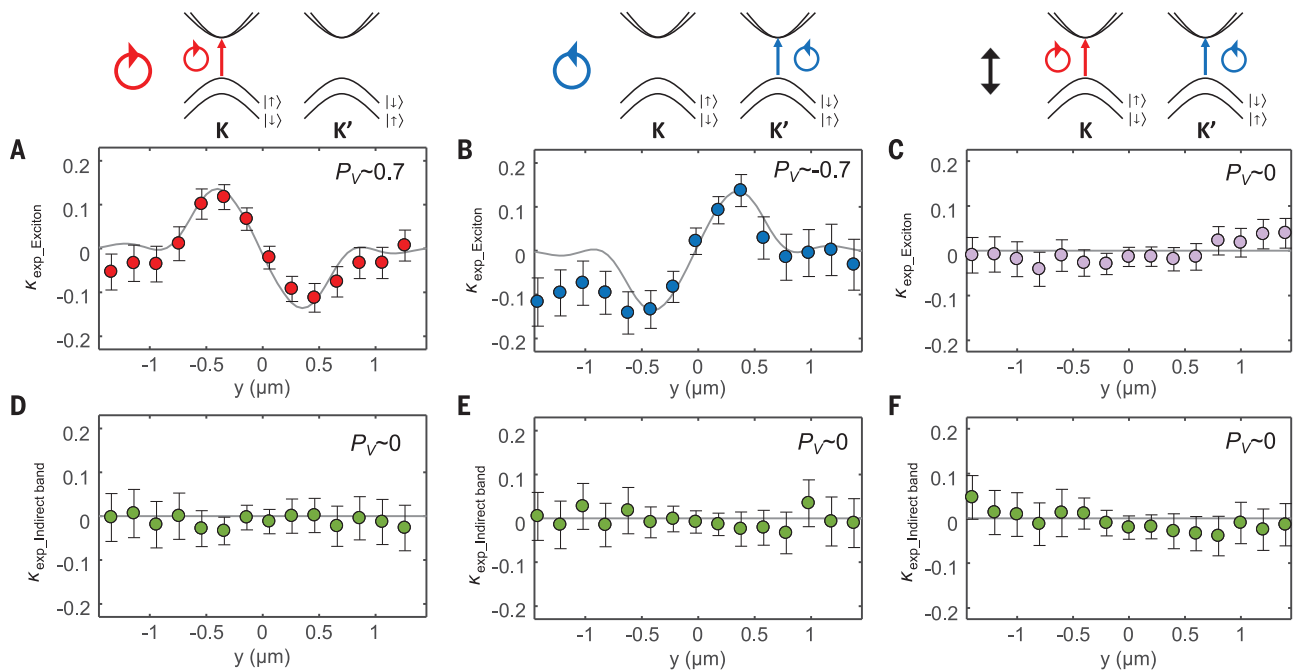 |↑⟩ |↓⟩ |↓⟩ |↑⟩ |↑⟩ |↓⟩
|↓⟩ |↑⟩ |↓⟩ |↑⟩ |↓⟩ |↑⟩
K K' K K' K K'
A
P_V~0.7
κ_exp_Exciton
0.2
0.1
0
-0.1
-0.2
-1 -0.5 0 0.5 1
y (µm)
B
P_V~-0.7
κ_exp_Exciton
0.2
0.1
0
-0.1
-0.2
-1 -0.5 0 0.5 1
y (µm)
C
P_V~0
κ_exp_Exciton
0.2
0.1
0
-0.1
-0.2
-1 -0.5 0 0.5 1
y (µm)
D
P_V~0
κ_exp_Indirect band
0.2
0.1
0
-0.1
-0.2
-1 -0.5 0 0.5 1
y (µm)
E
P_V~0
κ_exp_Indirect band
0.2
0.1
0
-0.1
-0.2
-1 -0.5 0 0.5 1
y (µm)
F
P_V~0
κ_exp_Indirect band
0.2
0.1
0
-0.1
-0.2
-1 -0.5 0 0.5 1
y (µm)